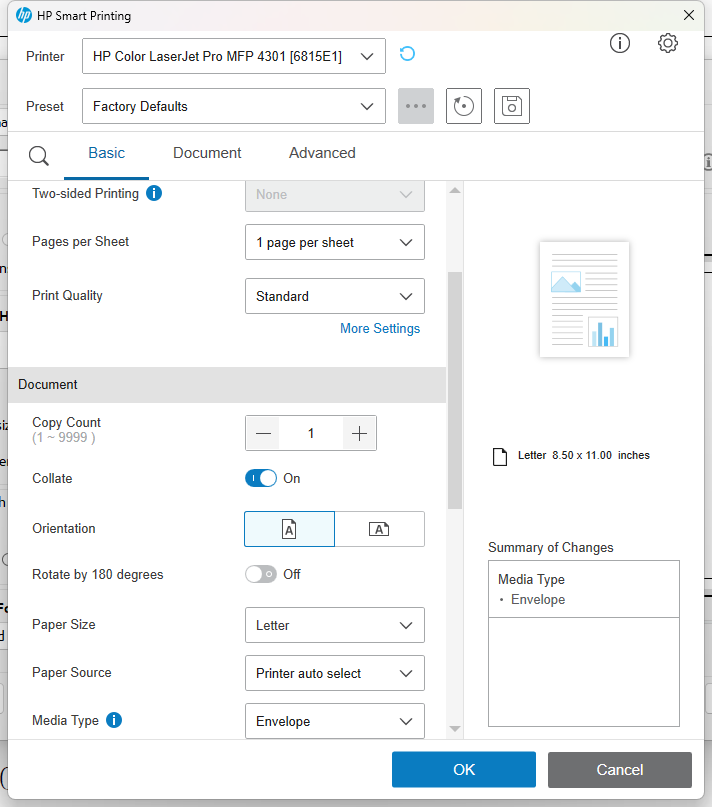 HP Smart Printing
Printer
HP Color LaserJet Pro MFP 4301 [6815E1]
Preset
Factory Defaults
Basic
Document
Advanced
Two-sided Printing
None
Pages per Sheet
1 page per sheet
Print Quality
Standard
More Settings
Document
Copy Count
(1 ~ 9999 )
1
Collate
On
Orientation
A
A
Rotate by 180 degrees
Off
Paper Size
Letter
Paper Source
Printer auto select
Media Type
Envelope
Letter 8.50 x 11.00 inches
Summary of Changes
Media Type
• Envelope
OK
Cancel